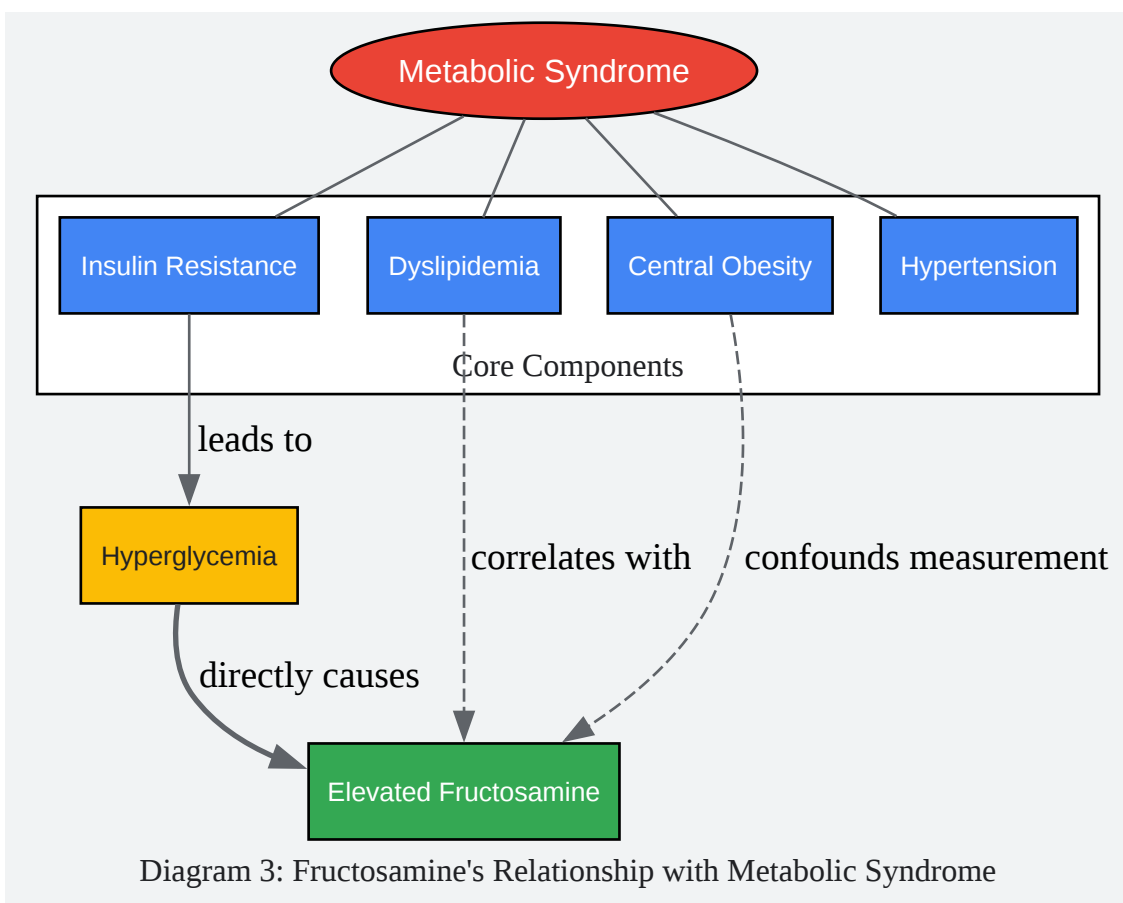 Metabolic Syndrome
Insulin Resistance
Dyslipidemia
Central Obesity
Hypertension
Core Components
leads to
Hyperglycemia
correlates with
confounds measurement
directly causes
Elevated Fructosamine
Diagram 3: Fructosamine's Relationship with Metabolic Syndrome